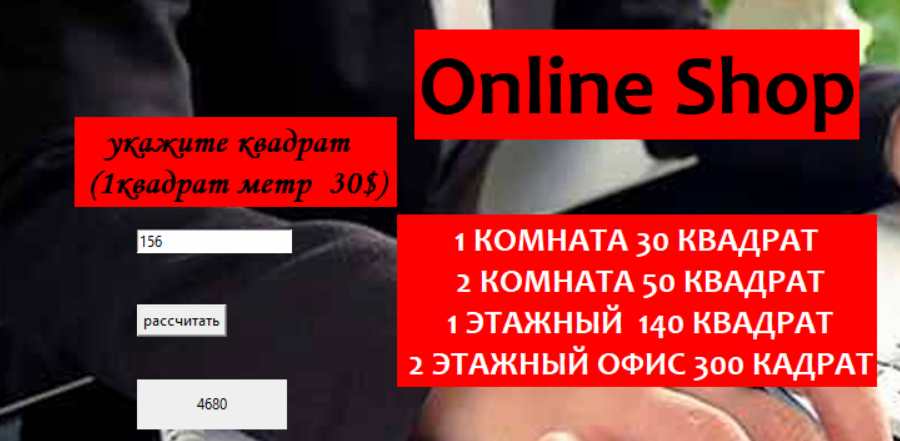 Online Shop
укажите квадрат
(1квадрат метр 30$)
156
рассчитать
4680
1 КОМНАТА 30 КВАДРАТ
2 КОМНАТА 50 КВАДРАТ
1 ЭТАЖНЫЙ 140 КВАДРАТ
2 ЭТАЖНЫЙ ОФИС 300 КАДРАТ